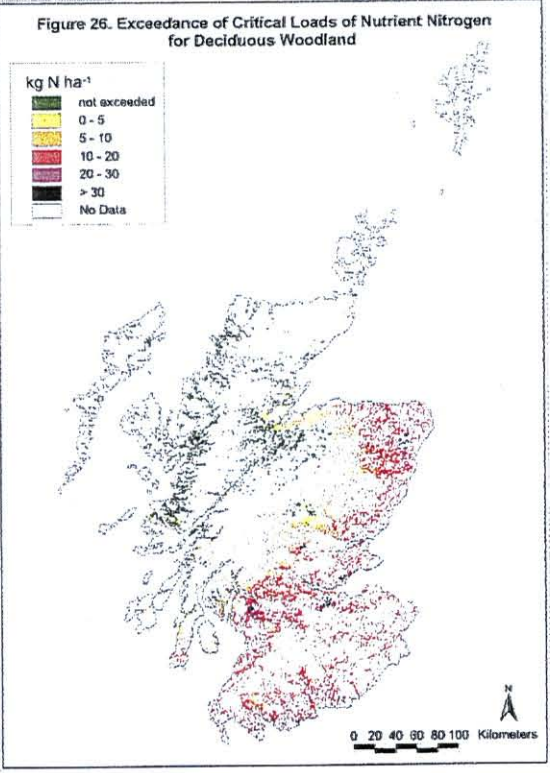 Figure 26. Exceedance of Critical Loads of Nutrient Nitrogen
for Deciduous Woodland
kg N ha-¹
not exceeded
0 - 5
5 - 10
10 - 20
20 - 30
> 30
No Data
N
0 20 40 60 80 100 Kilometers